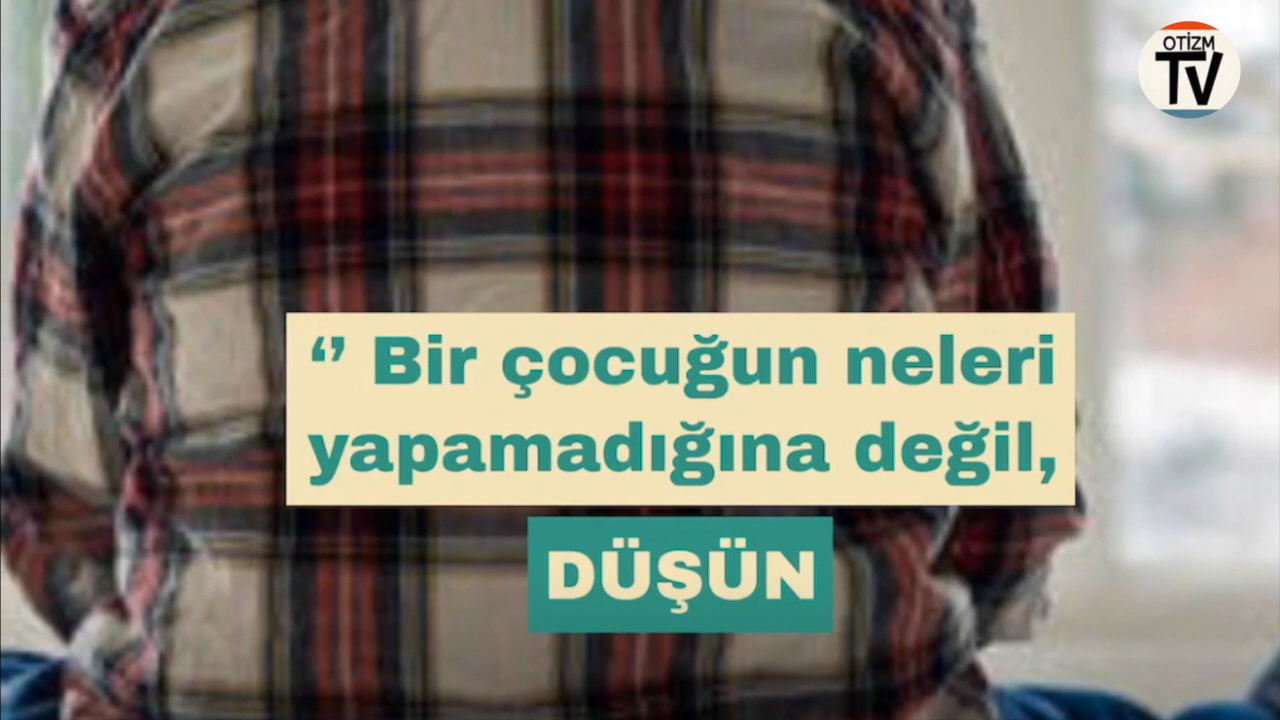 OTİZM
TV
‘’ Bir çocuğun neleri
yapamadığına değil,
DÜŞÜN